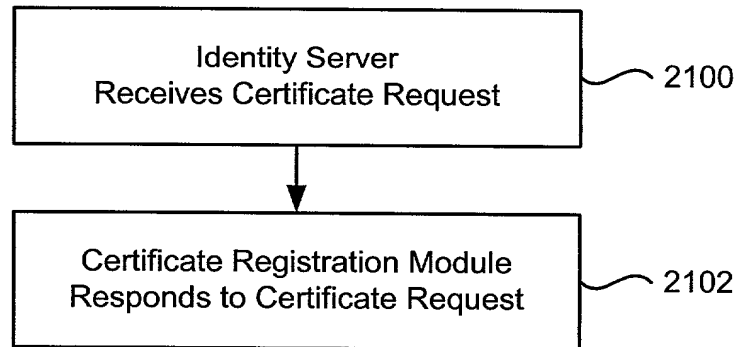 Identity Server
Receives Certificate Request
2100
Certificate Registration Module
Responds to Certificate Request
2102